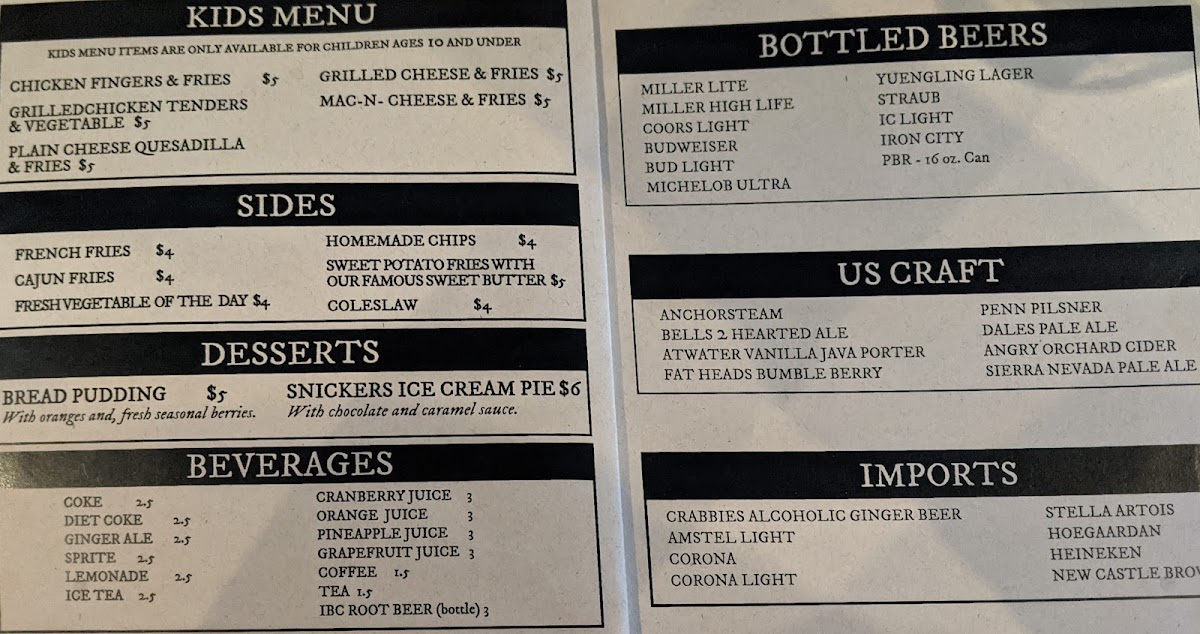 KIDS MENU
KIDS MENU ITEMS ARE ONLY AVAILABLE FOR CHILDREN AGES 10 AND UNDER
CHICKEN FINGERS & FRIES $5
GRILLEDCHICKEN TENDERS
& VEGETABLE $5
PLAIN CHEESE QUESADILLA
& FRIES $5
GRILLED CHEESE & FRIES $5
MAC-N- CHEESE & FRIES $5
SIDES
FRENCH FRIES $4
CAJUN FRIES $4
FRESH VEGETABLE OF THE DAY $4
HOMEMADE CHIPS $4
SWEET POTATO FRIES WITH
OUR FAMOUS SWEET BUTTER $5
COLESLAW $4
DESSERTS
BREAD PUDDING $5
With oranges and, fresh seasonal berries.
SNICKERS ICE CREAM PIE $6
With chocolate and caramel sauce.
BEVERAGES
COKE 2.5
DIET COKE 2.5
GINGER ALE 2.5
SPRITE 2.5
LEMONADE 2.5
ICE TEA 2.5
CRANBERRY JUICE 3
ORANGE JUICE 3
PINEAPPLE JUICE 3
GRAPEFRUIT JUICE 3
COFFEE 1.5
TEA 1.5
IBC ROOT BEER (bottle) 3
BOTTLED BEERS
MILLER LITE
MILLER HIGH LIFE
COORS LIGHT
BUDWEISER
BUD LIGHT
MICHELOB ULTRA
YUENGLING LAGER
STRAUB
IC LIGHT
IRON CITY
PBR - 16 oz. Can
US CRAFT
ANCHORSTEAM
BELLS 2 HEARTED ALE
ATWATER VANILLA JAVA PORTER
FAT HEADS BUMBLE BERRY
PENN PILSNER
DALES PALE ALE
ANGRY ORCHARD CIDER
SIERRA NEVADA PALE ALE
IMPORTS
CRABBIES ALCOHOLIC GINGER BEER
AMSTEL LIGHT
CORONA
CORONA LIGHT
STELLA ARTOIS
HOEGAARDAN
HEINEKEN
NEW CASTLE BRO